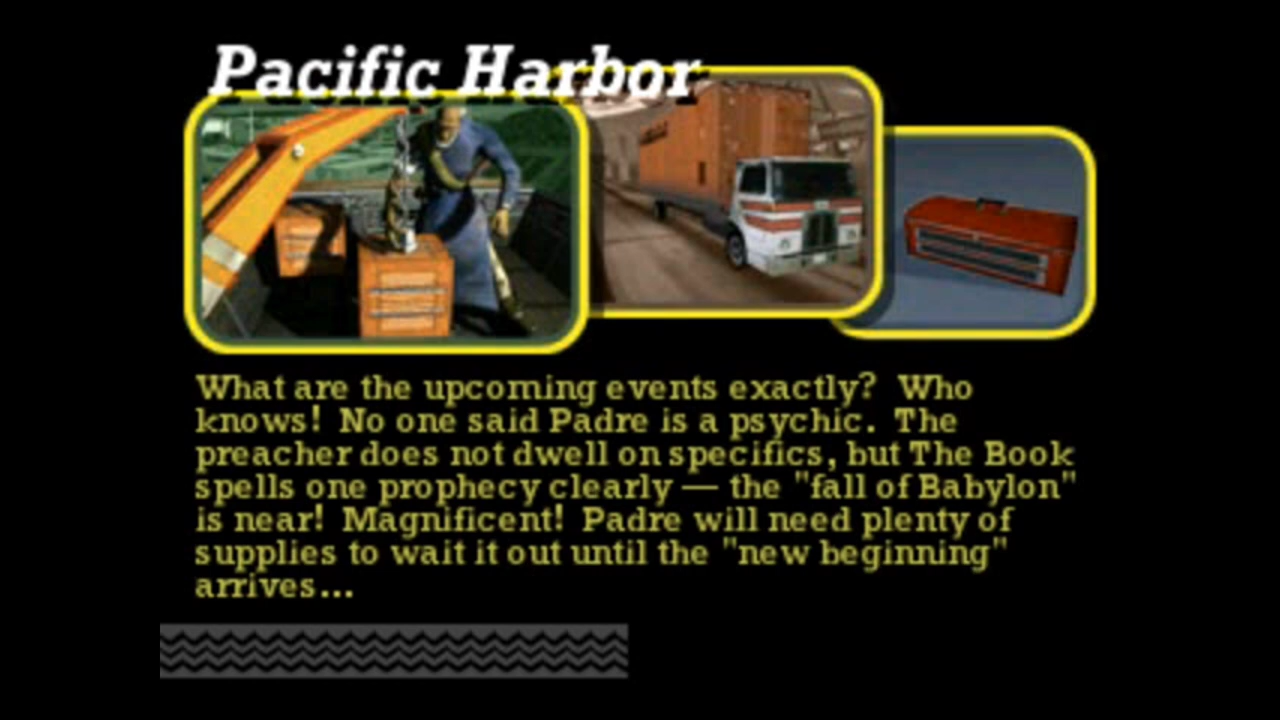 Pacific Harbor
What are the upcoming events exactly? Who
knows! No one said Padre is a psychic. The
preacher does not dwell on specifics, but The Book
spells one prophecy clearly — the "fall of Babylon"
is near! Magnificent! Padre will need plenty of
supplies to wait it out until the "new beginning"
arrives...